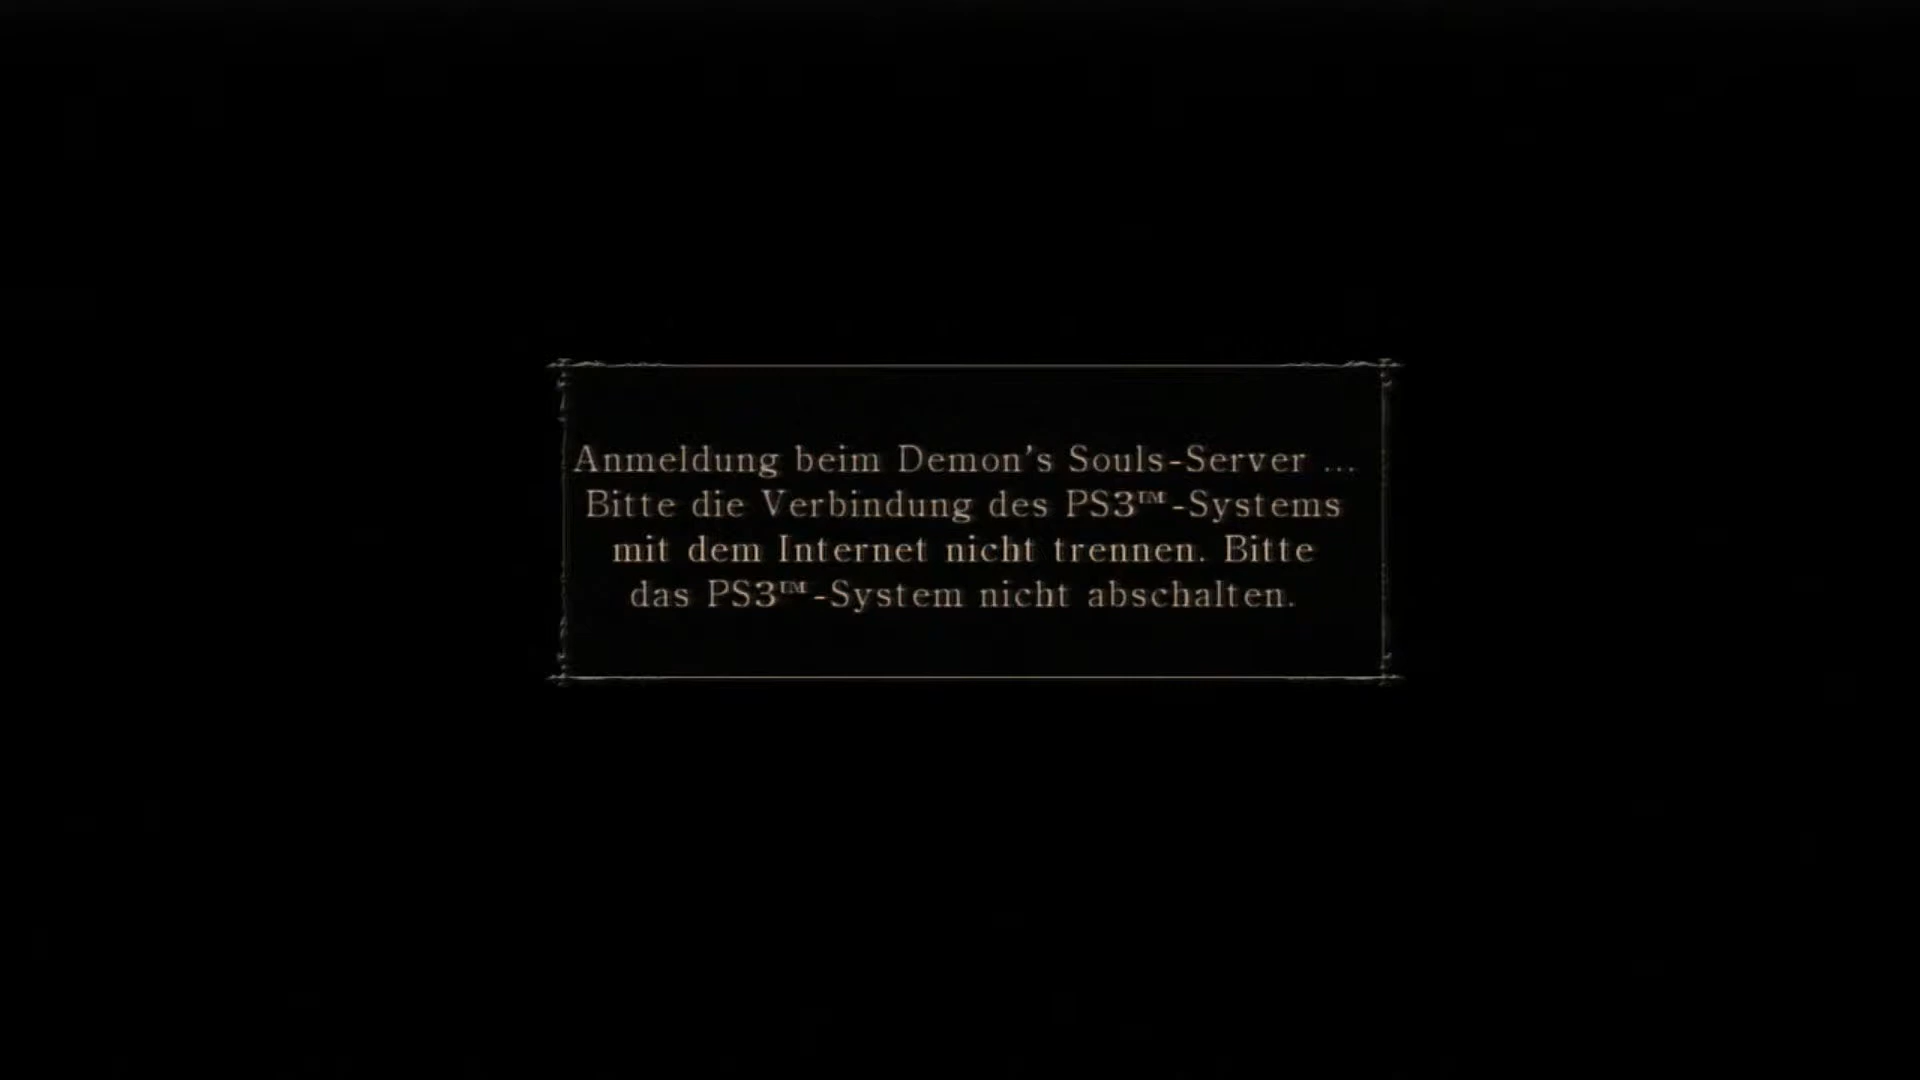 Anmeldung beim Demon's Souls-Server ...
Bitte die Verbindung des PS3™-Systems
mit dem Internet nicht trennen. Bitte
das PS3™-System nicht abschalten.